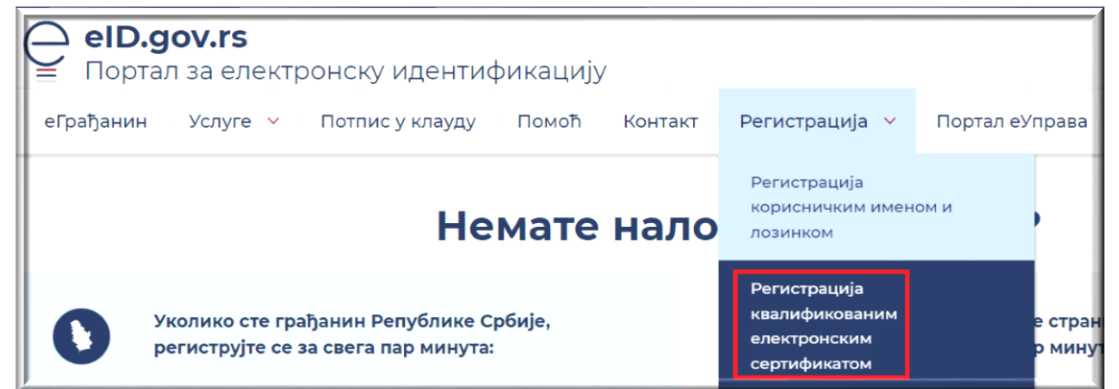 eID.gov.rs
Портал за електронску идентификацију
еГрађанин Услуге Потпис у клауду Помоћ Контакт Регистрација Портал еУправа
Регистрација
корисничким именом и
лозинком
Немате нало ?
Регистрација
квалификованим
електронским
сертификатом
Уколико сте грађанин Републике Србије,
региструјте се за свега пар минута: